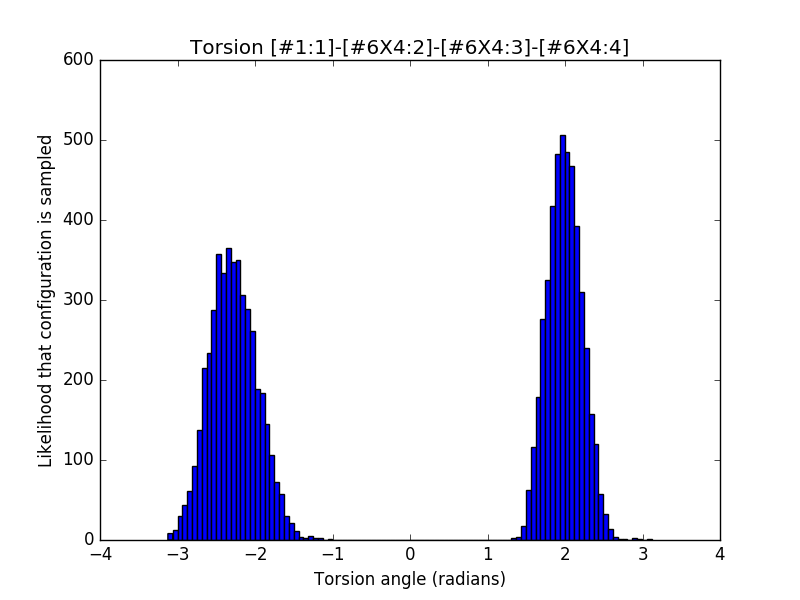 Torsion [#1:1]-[#6X4:2]-[#6X4:3]-[#6X4:4]
600
500
400
300
200
100
0
Likelihood that configuration is sampled
−4 −3 −2 −1 0 1 2 3 4
Torsion angle (radians)